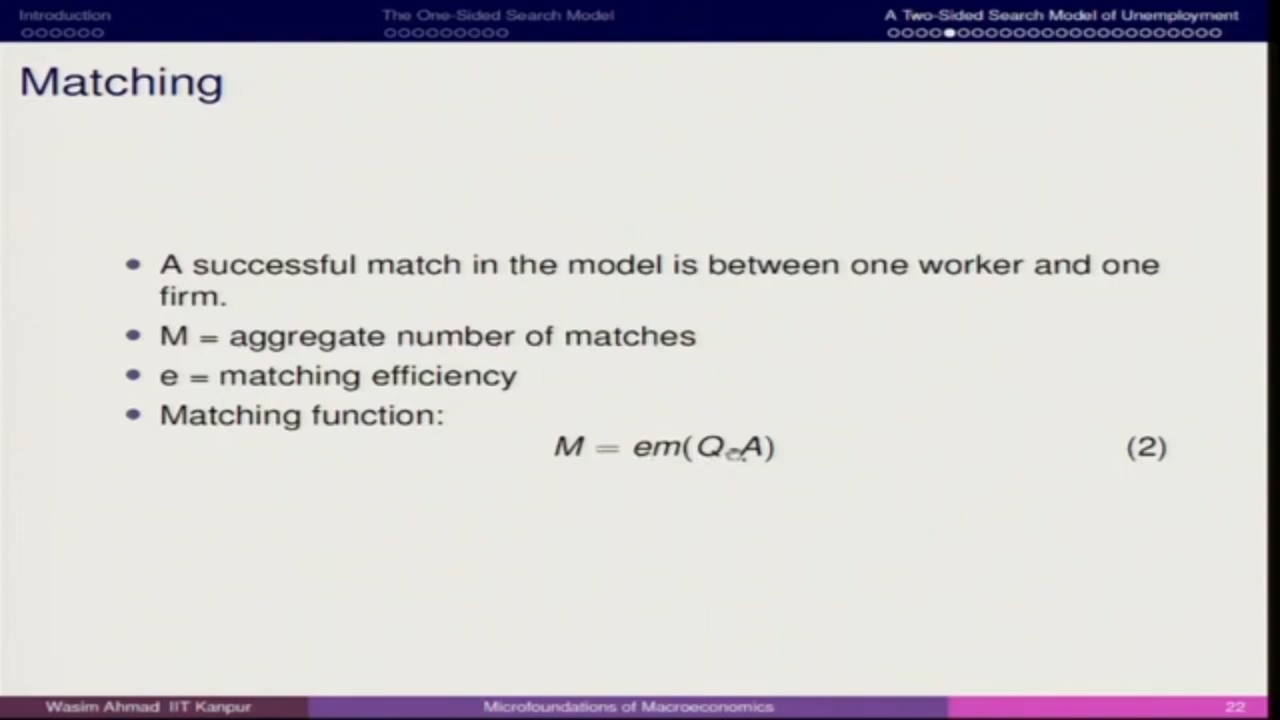 Introduction
The One-Sided Search Model
A Two-Sided Search Model of Unemployment
Matching
• A successful match in the model is between one worker and one
firm.
• M = aggregate number of matches
• e = matching efficiency
• Matching function:
M = em(Q, A) (2)
Wasim Ahmad IIT Kanpur
Microfoundations of Macroeconomics
22